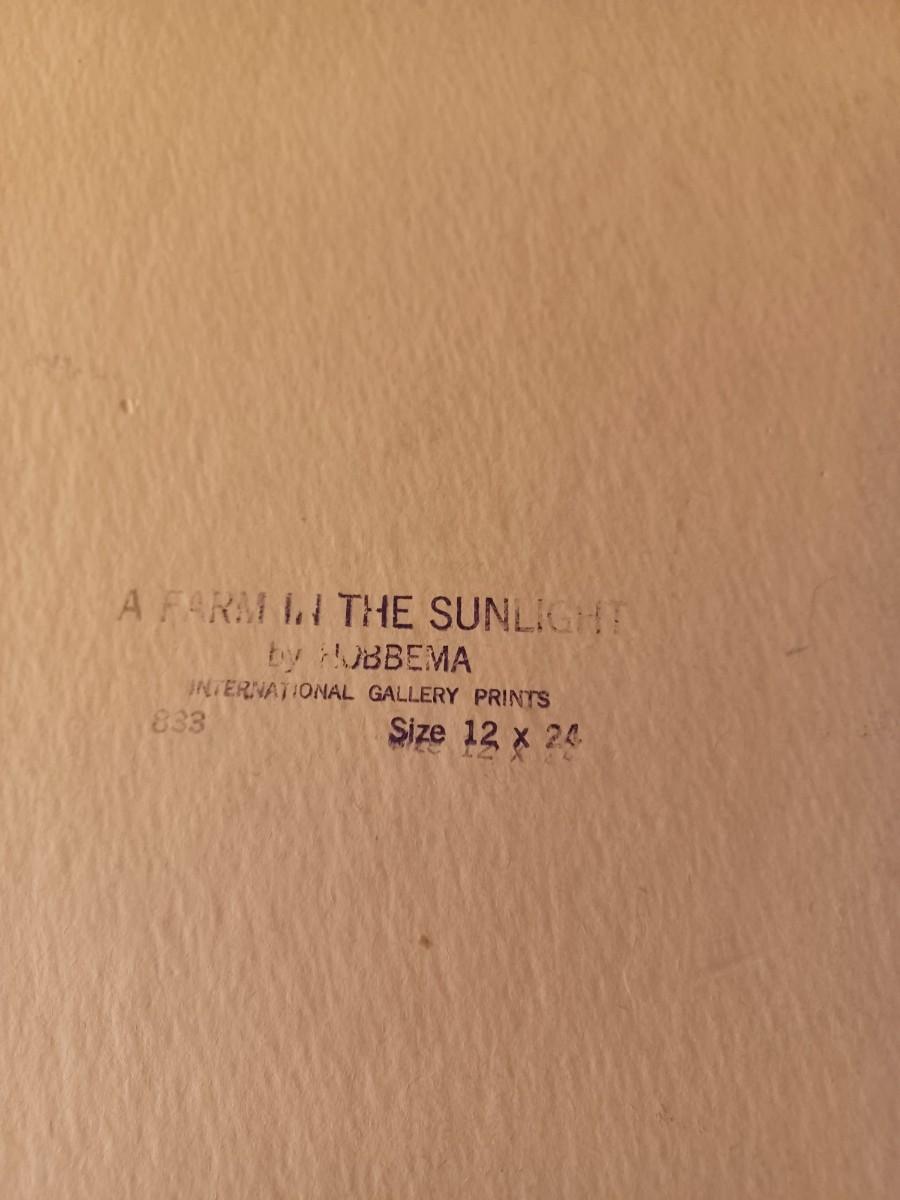 A FARM IN THE SUNLIGHT
by HOBBEMA
INTERNATIONAL GALLERY PRINTS
833 Size 12 x 24